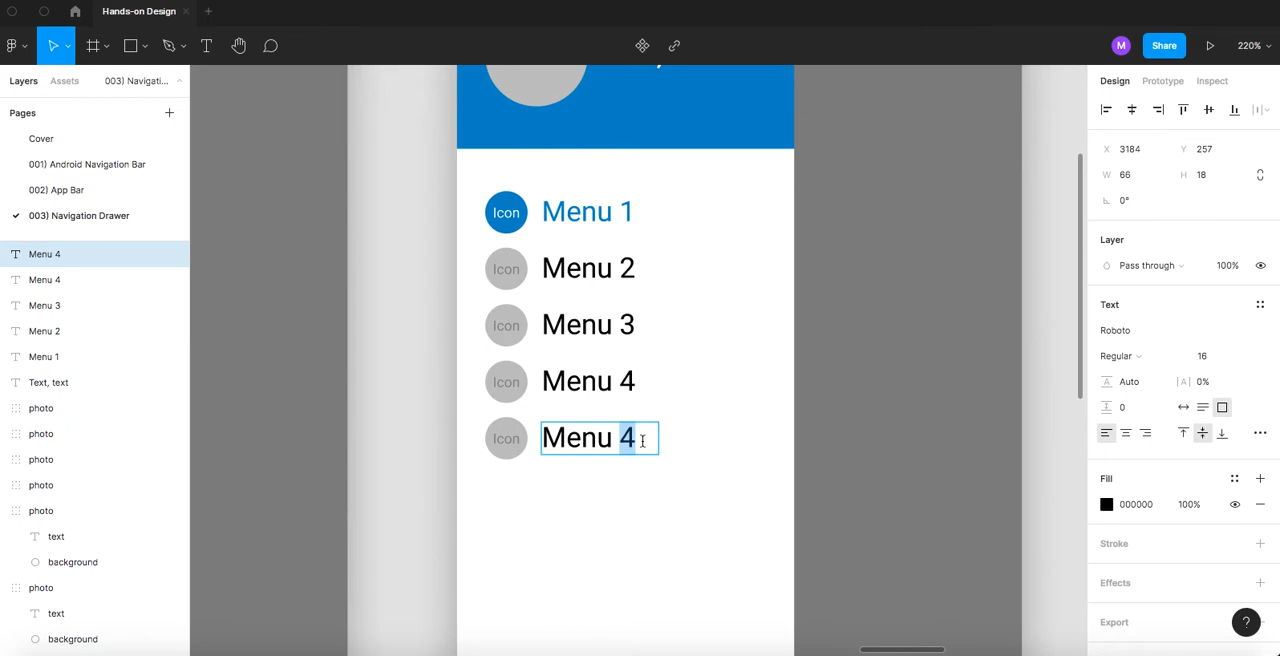 Hands-on Design
M
Share
220%
Layers
Assets
003) Navigati...
Pages
Cover
001) Android Navigation Bar
002) App Bar
003) Navigation Drawer
Menu 4
Menu 4
Menu 3
Menu 2
Menu 1
Text, text
photo
photo
photo
photo
photo
text
background
photo
text
background
Icon Menu 1
Icon Menu 2
Icon Menu 3
Icon Menu 4
Icon Menu 4
Design
Prototype
Inspect
X 3184
Y 257
W 66
H 18
0°
Layer
Pass through
100%
Text
Roboto
Regular
16
A Auto
|A| 0%
0
Fill
000000
100%
Stroke
Effects
Export
?